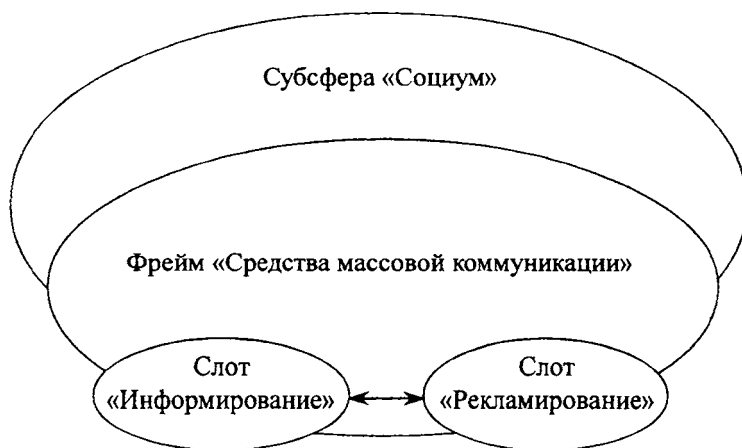 Субсфера «Социум»
Фрейм «Средства массовой коммуникации»
Слот
«Информирование»
Слот
«Рекламирование»